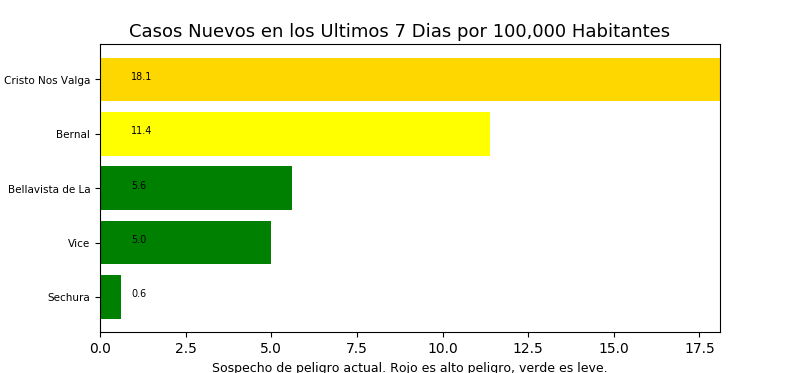 Casos Nuevos en los Ultimos 7 Dias por 100,000 Habitantes
Cristo Nos Valga
18.1
Bernal
11.4
Bellavista de La
5.6
Vice
5.0
Sechura
0.6
0.0 2.5 5.0 7.5 10.0 12.5 15.0 17.5
Sospecho de peligro actual. Rojo es alto peligro, verde es leve.